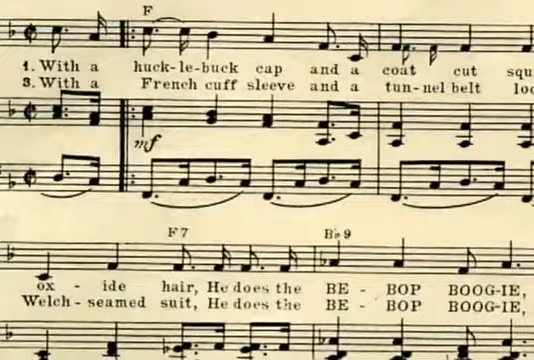 F
1. With a huck-le-buck cap and a coat cut squ
3. With a French cuff sleeve and a tun-nel belt loo
mf
F7 B♭9
ox - ide hair, He does the BE - BOP BOOG-IE,
Welch-seamed suit, He does the BE - BOP BOOG-IE,